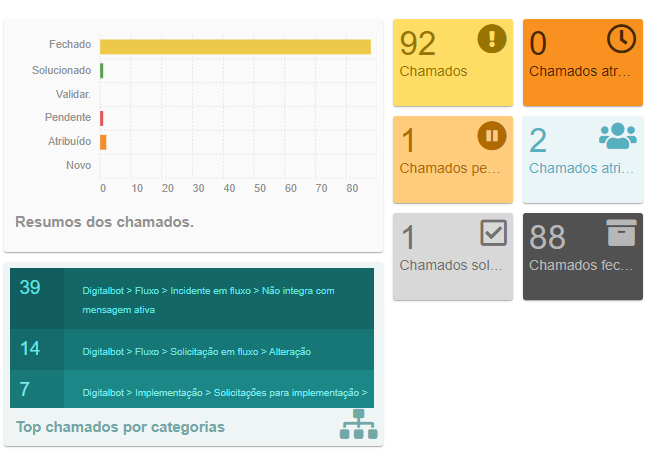 Fechado
Solucionado
Validar.
Pendente
Atribuído
Novo
0 10 20 30 40 50 60 70 80
Resumos dos chamados.
92
Chamados
0
Chamados atr...
1
Chamados pe...
2
Chamados atri...
1
Chamados sol...
88
Chamados fec...
39
Digitalbot > Fluxo > Incidente em fluxo > Não integra com
mensagem ativa
14
Digitalbot > Fluxo > Solicitação em fluxo > Alteração
7
Digitalbot > Implementação > Solicitações para implementação >
Top chamados por categorias